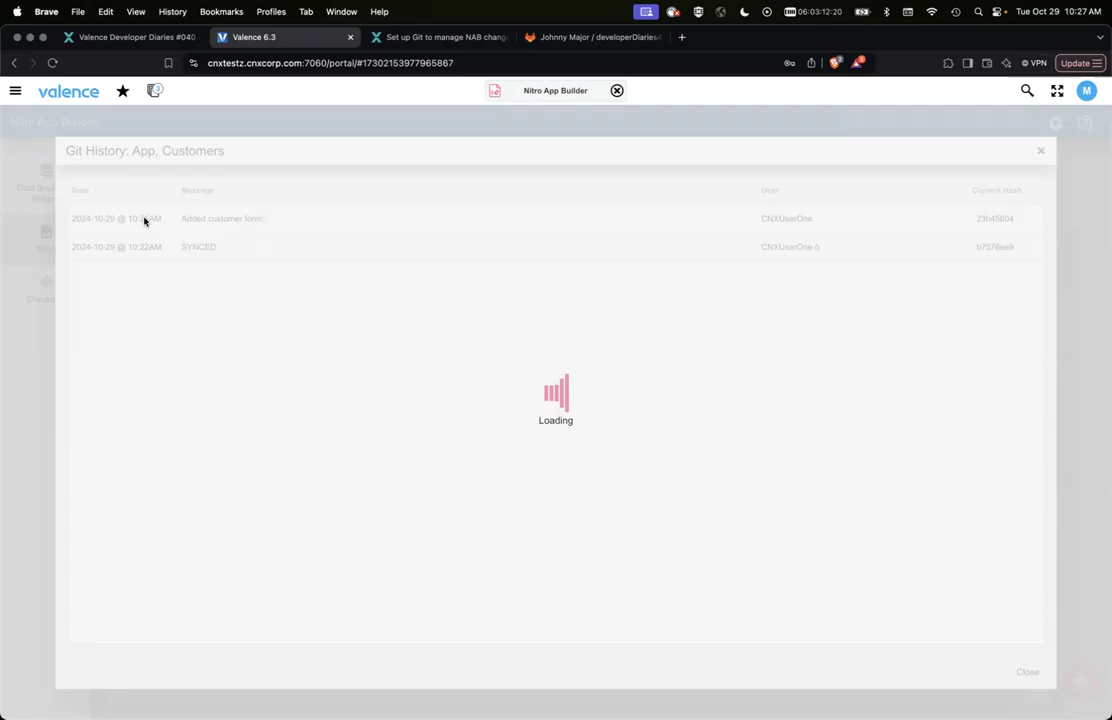 Brave File Edit View History Bookmarks Profiles Tab Window Help 06:03:12:20 Tue Oct 29 10:27 AM
Valence Developer Diaries #040 Valence 6.3 Set up Git to manage NAB chang Johnny Major / developerDiaries
cnxtestz.cnxcorp.com:7060/portal/#17302153977965867 VPN Update
valence Nitro App Builder M
Nitro App Builder
Git History: App, Customers
Date Message User Commit Hash
2024-10-29 @ Added customer form; CNXUserOne 23b45604
2024-10-29 @ 10:22AM SYNCED CNXUserOne o b7576ee9
Loading
Close